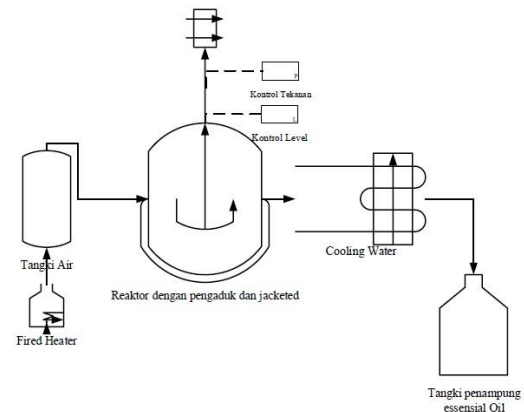 P
Kontrol Tekanan
L
Kontrol Level
Tangki Air
Cooling Water
Reaktor dengan pengaduk dan jacketed
Fired Heater
Tangki penampung
essensial Oil